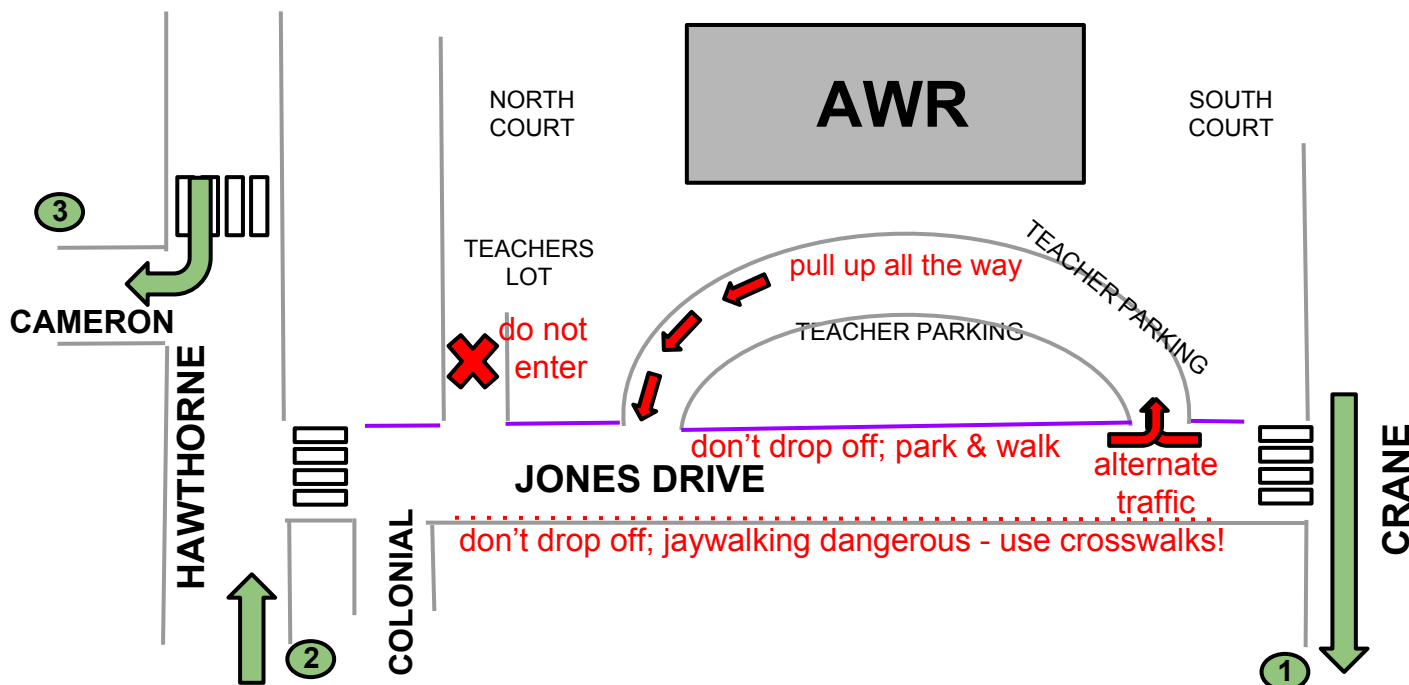 NORTH
COURT
AWR
SOUTH
COURT
3
TEACHERS
LOT
pull up all the way
TEACHER PARKING
CAMERON
do not
enter
TEACHER PARKING
HAWTHORNE
don’t drop off; park & walk
JONES DRIVE
alternate
traffic
CRANE
don’t drop off; jaywalking dangerous - use crosswalks!
COLONIAL
2
1